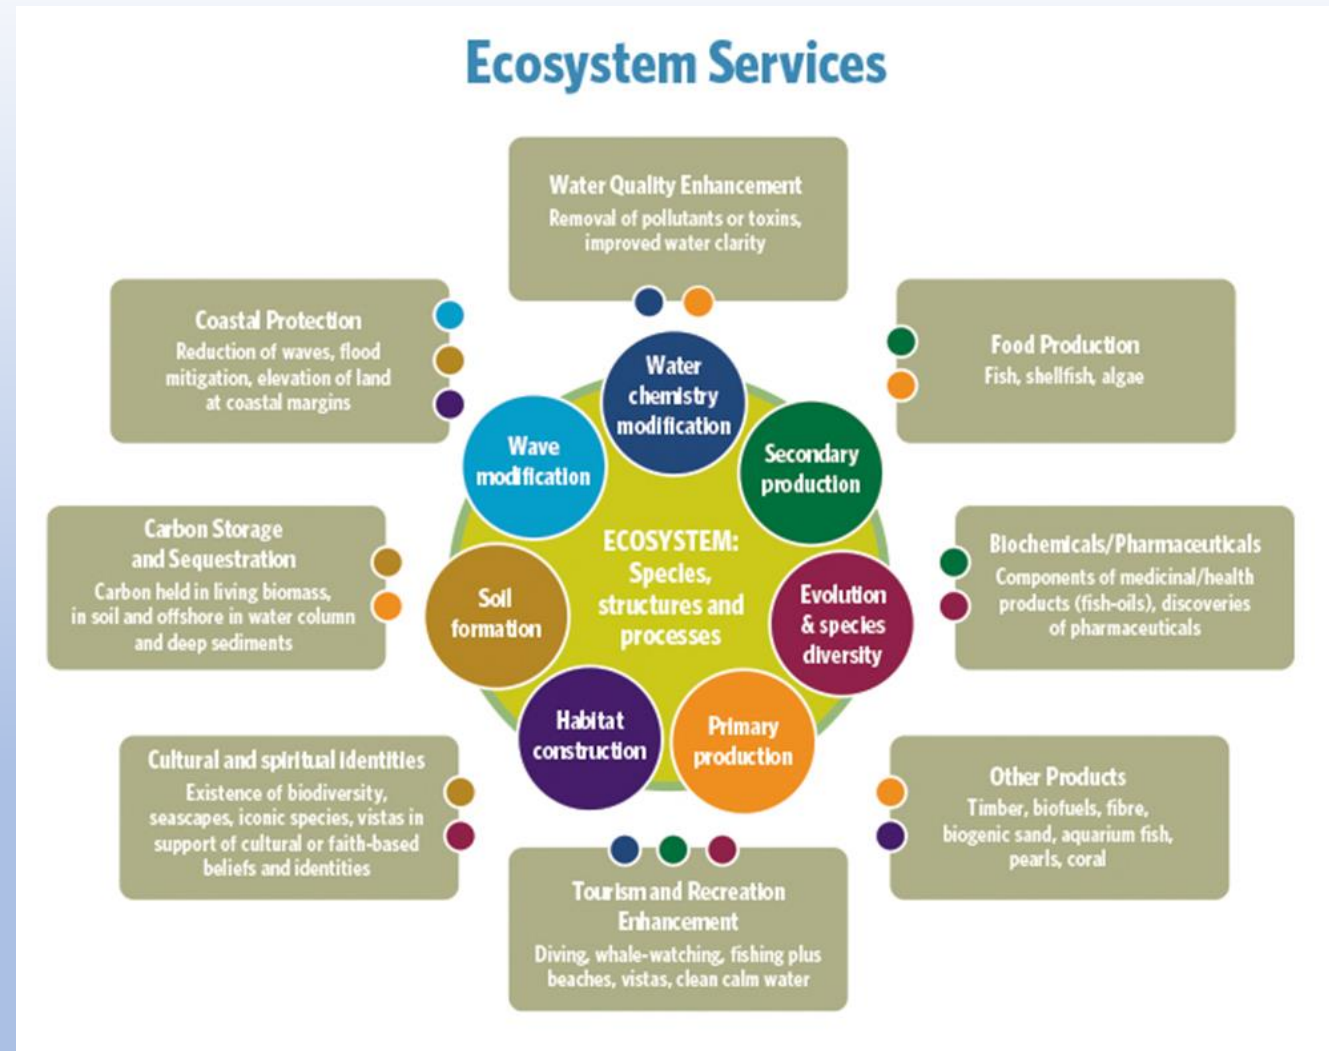 Ecosystem Services
Water Quality Enhancement
Removal of pollutants or toxins,
improved water clarity
Coastal Protection
Reduction of waves, flood
mitigation, elevation of land
at coastal margins
Food Production
Fish, shellfish, algae
Water
chemistry
modification
Wave
modification
Secondary
production
Carbon Storage
and Sequestration
Carbon held in living biomass,
in soil and offshore in water column
and deep sediments
Soil
formation
ECOSYSTEM:
Species,
structures and
processes
Evolution
& species
diversity
Biochemicals/Pharmaceuticals
Components of medicinal/health
products (fish-oils), discoveries
of pharmaceuticals
Habitat
construction
Primary
production
Cultural and spiritual identities
Existence of biodiversity,
seascapes, iconic species, vistas in
support of cultural or faith-based
beliefs and identities
Other Products
Timber, biofuels, fibre,
biogenic sand, aquarium fish,
pearls, coral
Tourism and Recreation
Enhancement
Diving, whale-watching, fishing plus
beaches, vistas, clean calm water